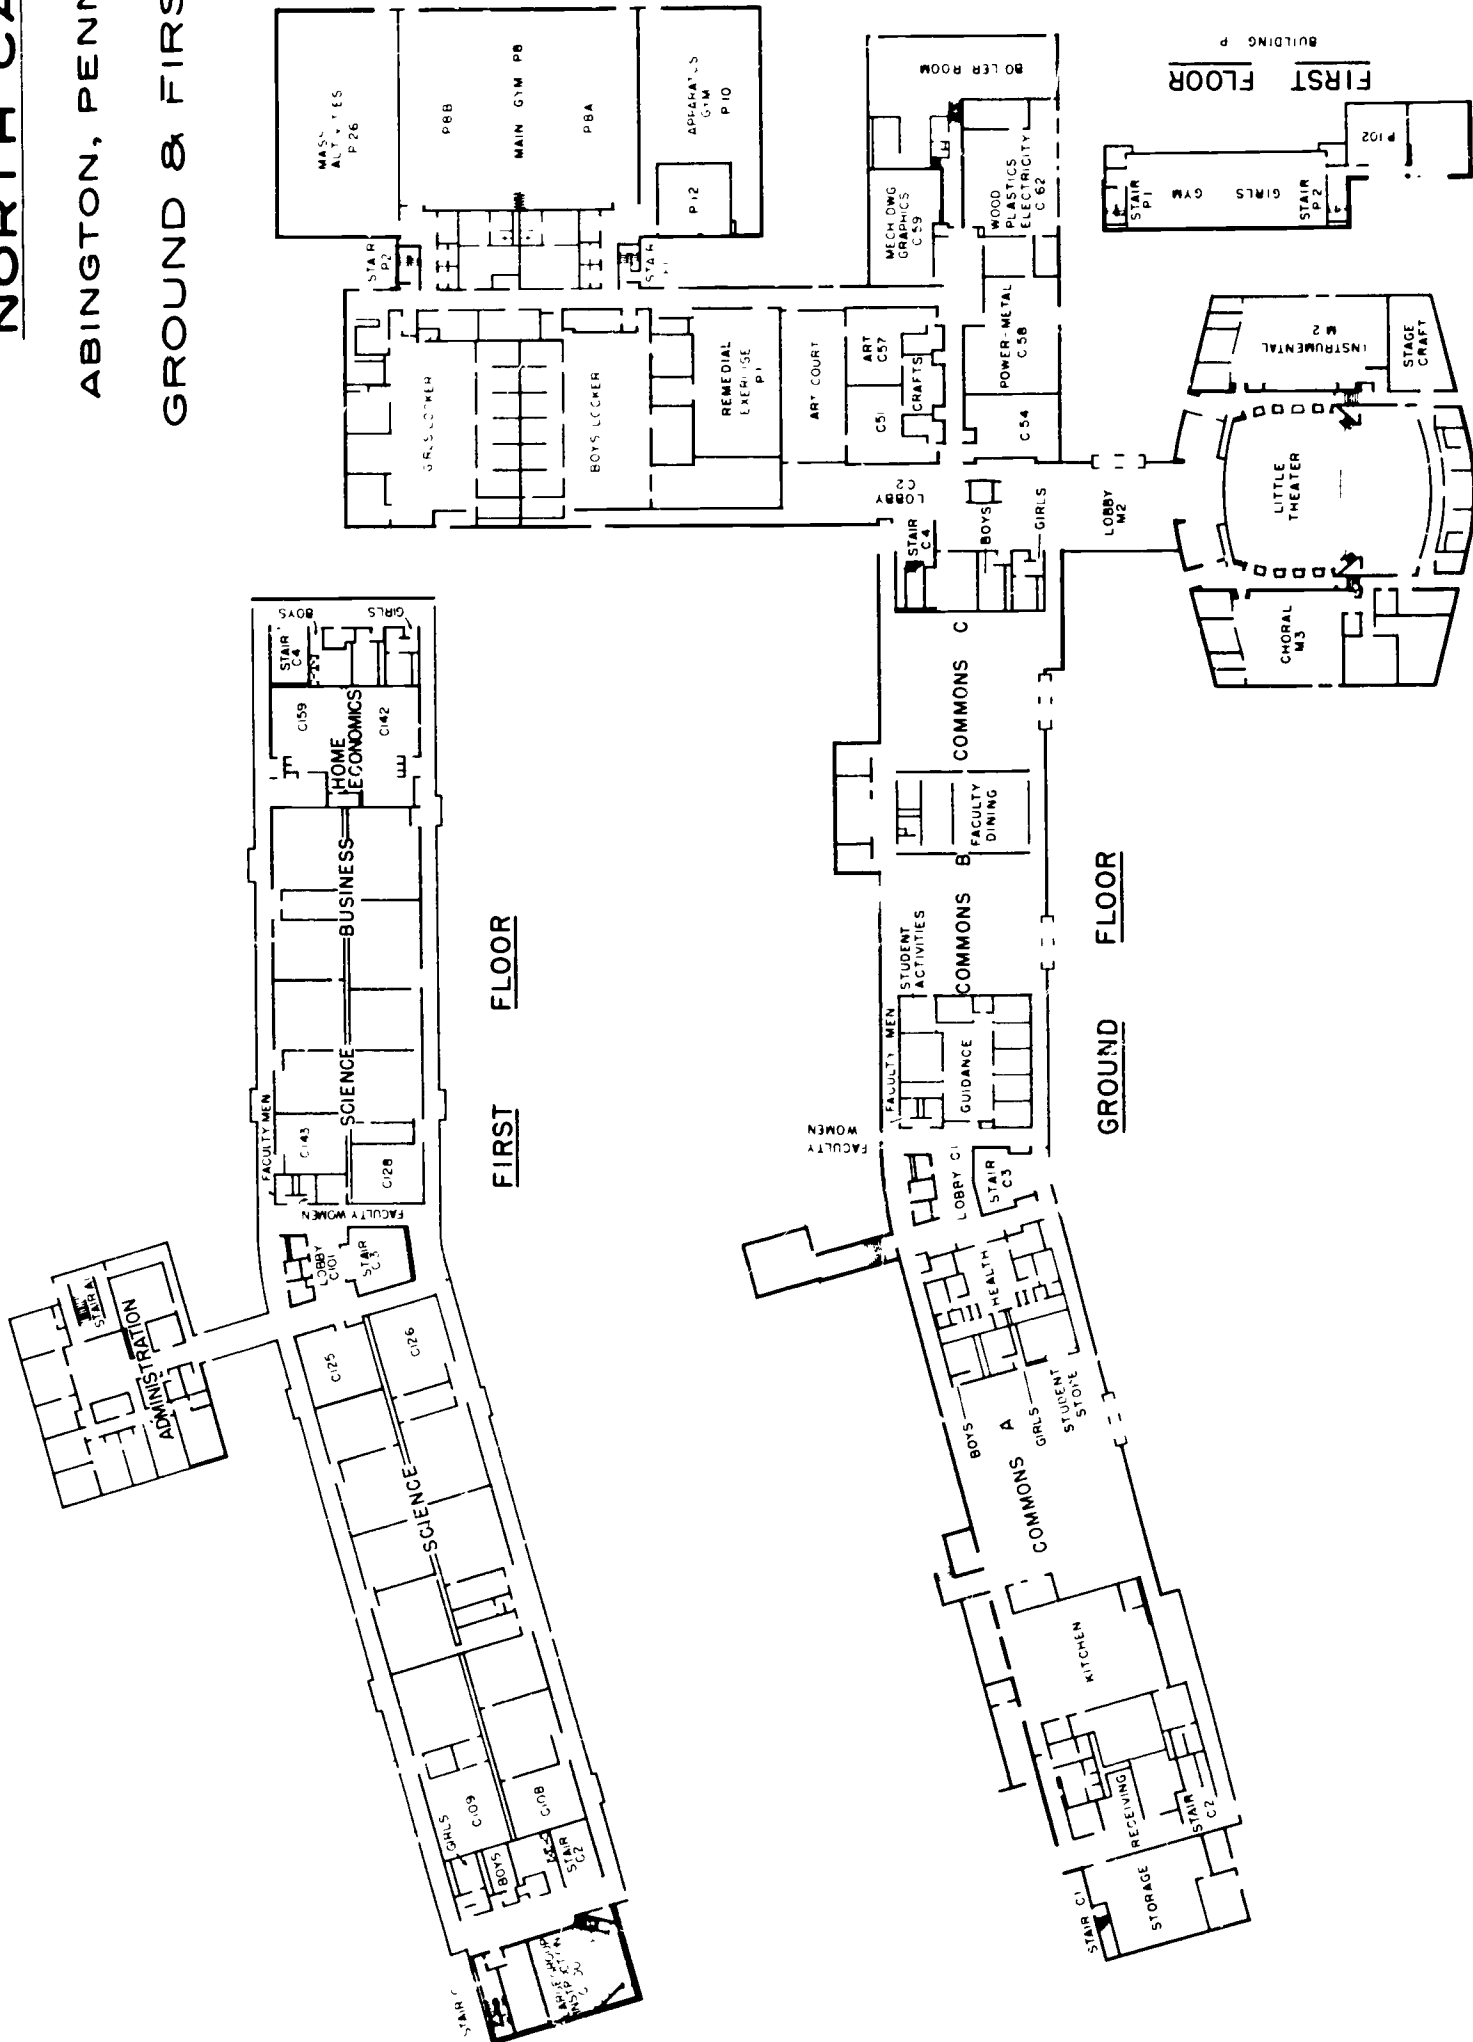 NORTH CA
ABINGTON, PENN
GROUND & FIRS
MASS
ACTIVITIES
P 26
P8B
MAIN GYM P8
P8A
APPARATUS
GYM
P 10
P 12
STAIR
P2
STAIR
GIRLS LOCKER
BOYS LOCKER
REMEDIAL
EXERCISE
P1
ART COURT
ART
C57
C51
CRAFTS
BOILER ROOM
MECH DWG
GRAPHICS
C 59
WOOD
PLASTICS
ELECTRICITY
C 62
POWER-METAL
C 58
C 54
LOBBY
C2
STAIR
C 4
BOYS
GIRLS
LOBBY
M2
FIRST FLOOR
BUILDING P
STAIR
P1
GIRLS GYM
STAIR
P2
P 102
INSTRUMENTAL
M 2
STAGE
CRAFT
LITTLE
THEATER
CHORAL
M3
COMMONS C
FACULTY
DINING
COMMONS B
STUDENT
ACTIVITIES
FACULTY MEN
GUIDANCE
FACULTY
WOMEN
LOBBY C1
STAIR
C3
HEALTH
BOYS
GIRLS
STUDENT
STORE
COMMONS A
KITCHEN
RECEIVING
STAIR
C2
STORAGE
STAIR C1
GROUND FLOOR
BOYS
GIRLS
STAIR
C4
C159
C142
HOME
ECONOMICS
BUSINESS
SCIENCE
FACULTY MEN
C143
C128
FACULTY WOMEN
LOBBY
C101
STAIR
C3
FIRST FLOOR
STAIR A1
ADMINISTRATION
C125
C126
SCIENCE
C109
C108
GIRLS
BOYS
STAIR
C2
STAIR